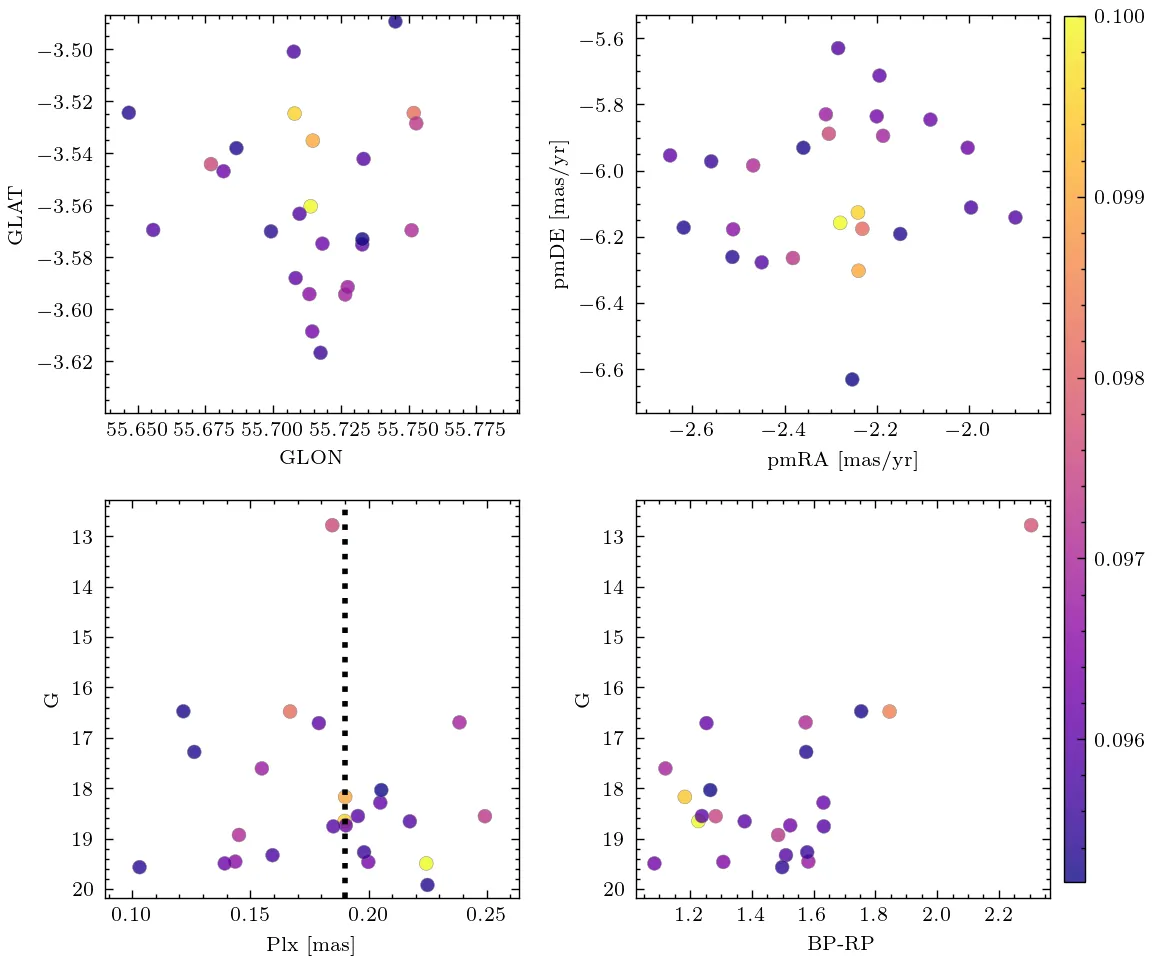 −3.50
−3.52
−3.54
−3.56
−3.58
−3.60
−3.62
GLAT
55.650 55.675 55.700 55.725 55.750 55.775
GLON
−5.6
−5.8
−6.0
−6.2
−6.4
−6.6
pmDE [mas/yr]
−2.6 −2.4 −2.2 −2.0
pmRA [mas/yr]
0.100
0.099
0.098
0.097
0.096
13
14
15
16
17
18
19
20
G
0.10 0.15 0.20 0.25
Plx [mas]
13
14
15
16
17
18
19
20
G
1.2 1.4 1.6 1.8 2.0 2.2
BP-RP